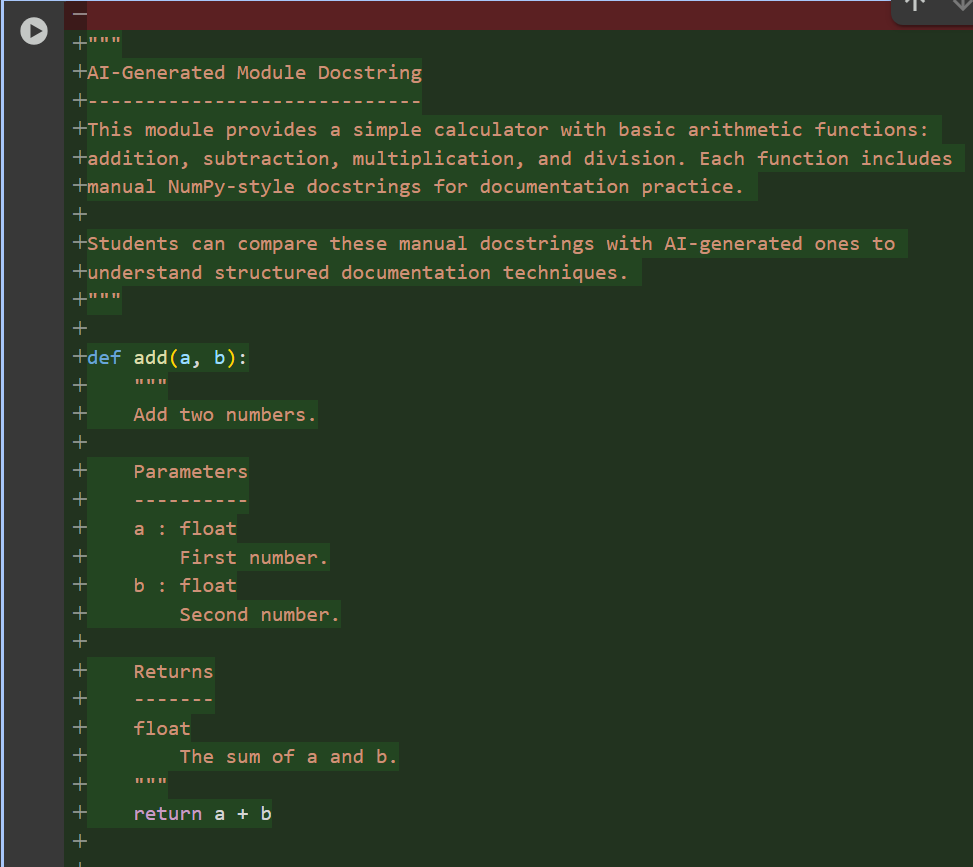 -
+"""
+AI-Generated Module Docstring
+-----------------------------
+This module provides a simple calculator with basic arithmetic functions:
+addition, subtraction, multiplication, and division. Each function includes
+manual NumPy-style docstrings for documentation practice.
+
+Students can compare these manual docstrings with AI-generated ones to
+understand structured documentation techniques.
+"""
+
+def add(a, b):
+    """
+    Add two numbers.
+
+    Parameters
+    ----------
+    a : float
+        First number.
+    b : float
+        Second number.
+
+    Returns
+    -------
+    float
+        The sum of a and b.
+    """
+    return a + b
+